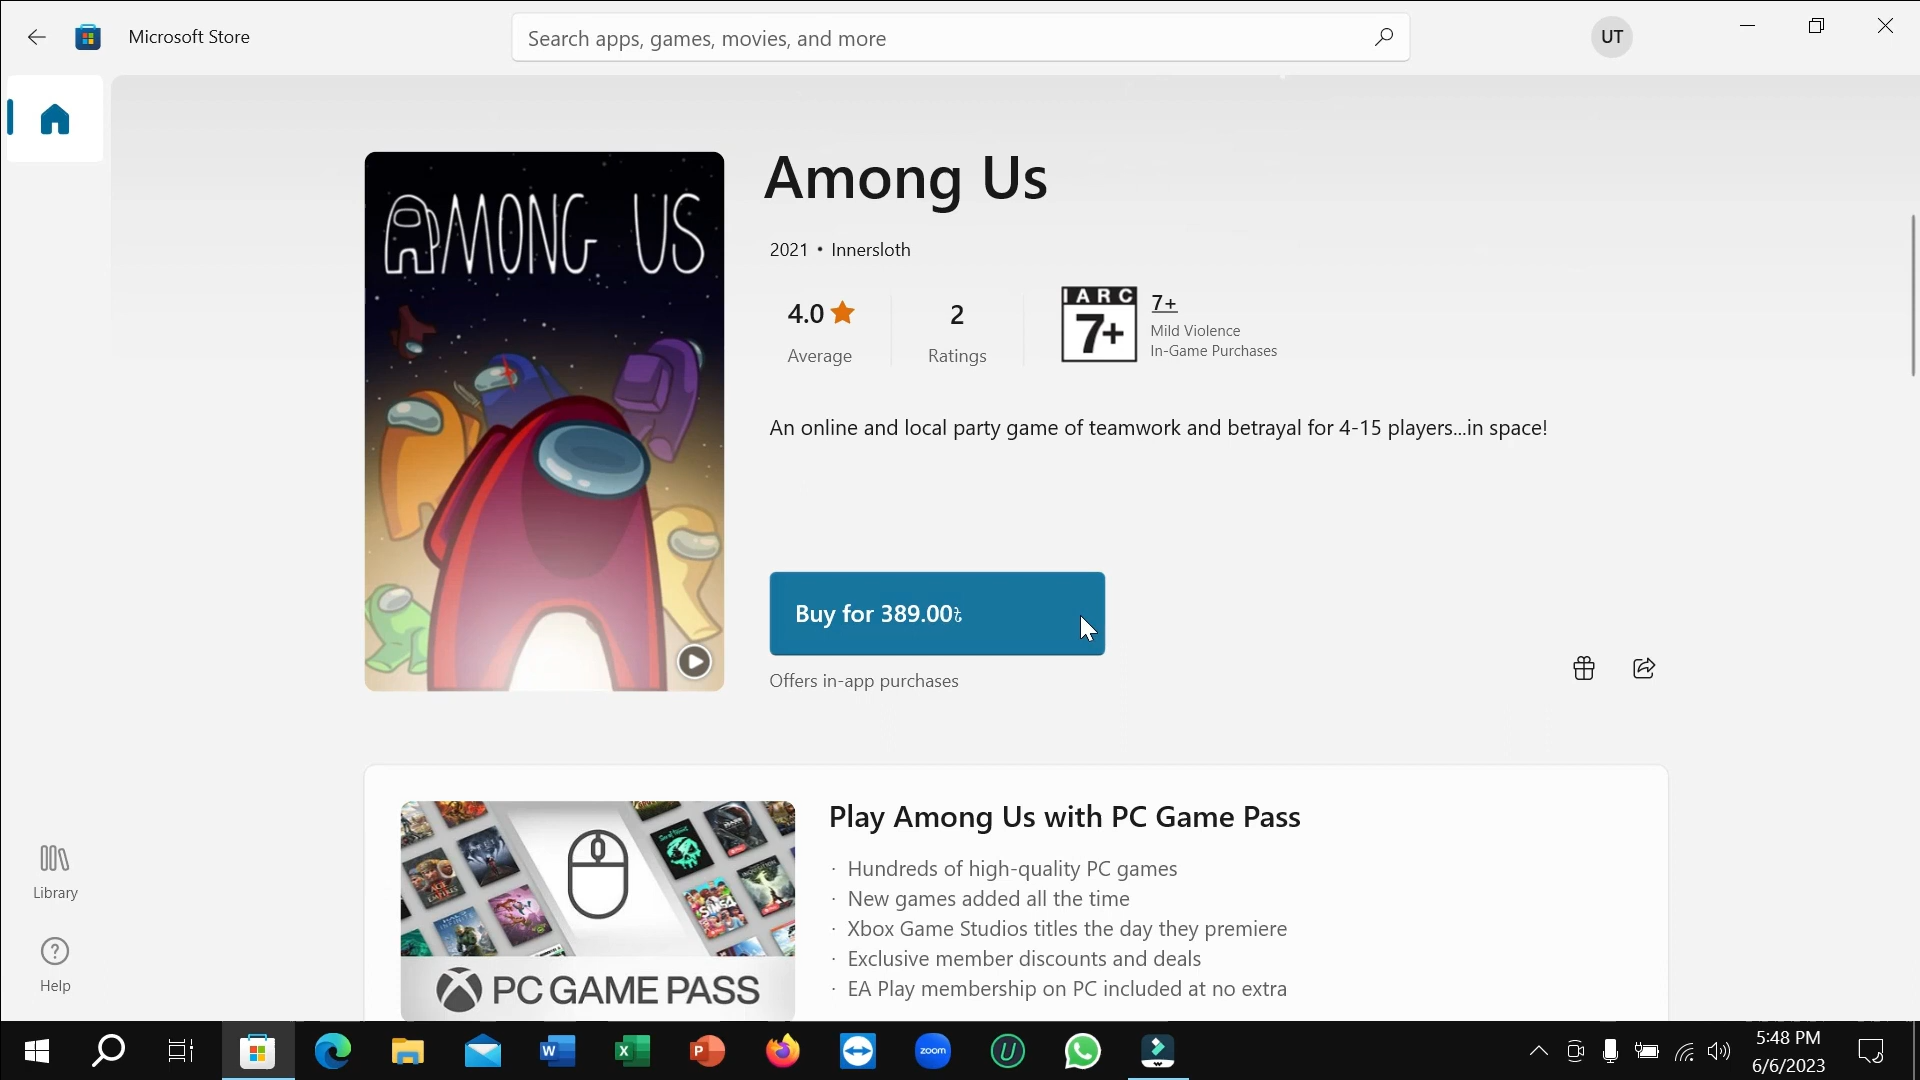 Microsoft Store
Search apps, games, movies, and more
UT
AMONG US
Among Us
2021 • Innersloth
4.0
Average
2
Ratings
IARC
7+
7+
Mild Violence
In-Game Purchases
An online and local party game of teamwork and betrayal for 4-15 players...in space!
Buy for 389.00৳
Offers in-app purchases
Play Among Us with PC Game Pass
· Hundreds of high-quality PC games
· New games added all the time
· Xbox Game Studios titles the day they premiere
· Exclusive member discounts and deals
· EA Play membership on PC included at no extra
PC GAME PASS
Library
Help
W
X
P
zoom
U
5:48 PM
6/6/2023